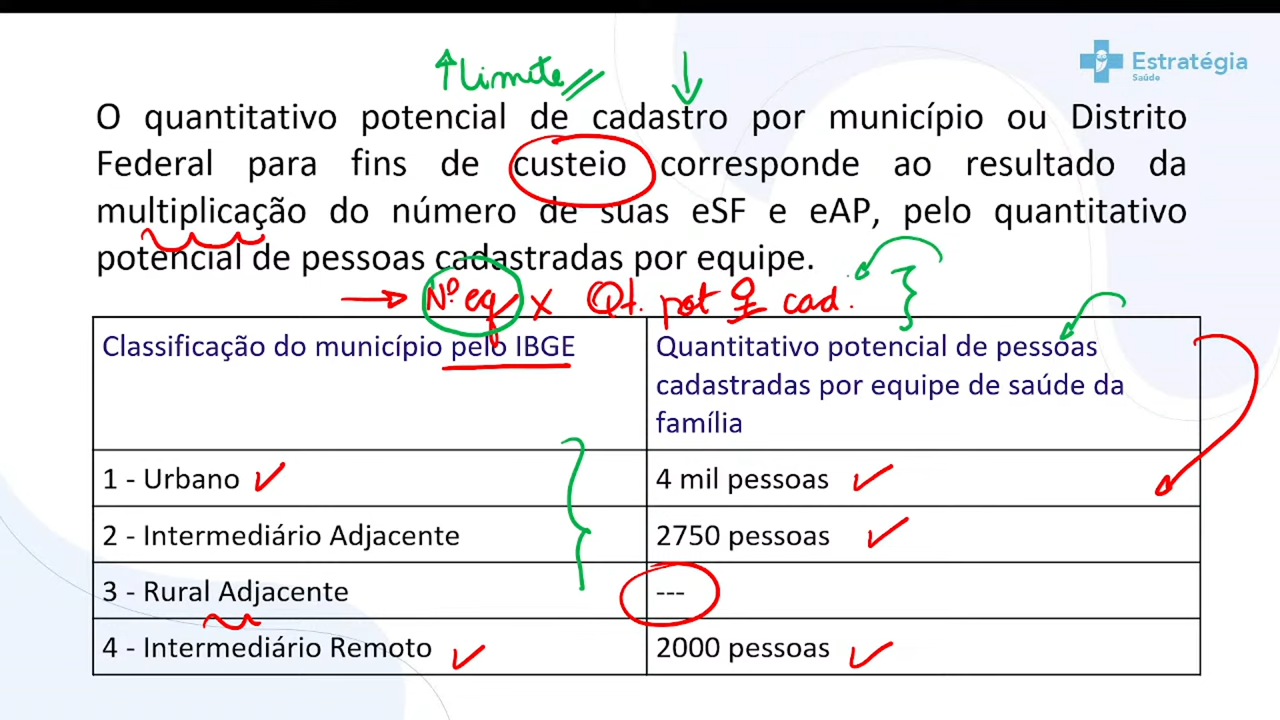 Estratégia
Saúde
↑ Limite
O quantitativo potencial de cadastro por município ou Distrito
Federal para fins de custeio corresponde ao resultado da
multiplicação do número de suas eSF e eAP, pelo quantitativo
potencial de pessoas cadastradas por equipe.
→ Nº eq x Qt. pot cad.
Classificação do município pelo IBGE
Quantitativo potencial de pessoas
cadastradas por equipe de saúde da
família
1 - Urbano
4 mil pessoas
2 - Intermediário Adjacente
2750 pessoas
3 - Rural Adjacente
---
4 - Intermediário Remoto
2000 pessoas